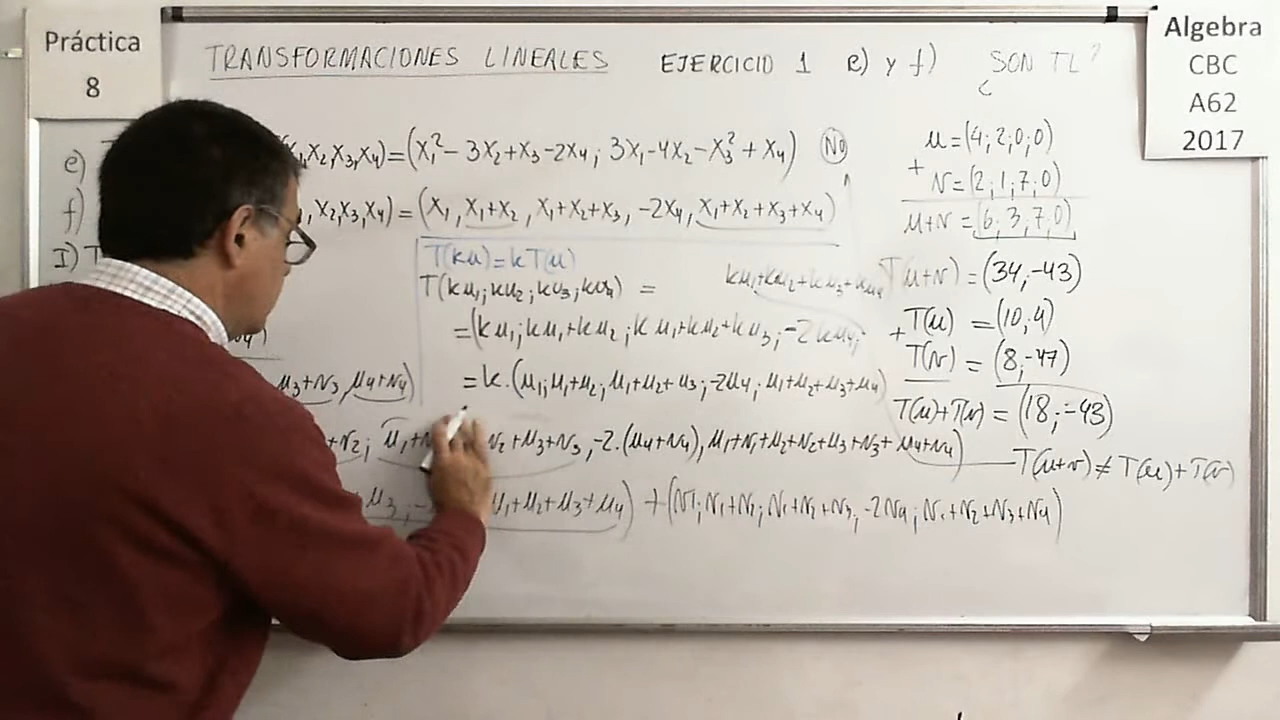 Práctica
8
TRANSFORMACIONES LINEALES EJERCICIO 1 e) y f) ¿SON TL?
Algebra
CBC
A62
2017
e) X₁,X₂,X₃,X₄)=(X₁²-3X₂+X₃-2X₄; 3X₁-4X₂-X₃²+X₄) NO
f) X₂,X₃,X₄)=(X₁,X₁+X₂,X₁+X₂+X₃,-2X₄,X₁+X₂+X₃+X₄)
I) T
T(ku)=kT(u)
T(ku₁;ku₂;ku₃;ku₄) = ku₁+ku₂+ku₃+ku₄
=(ku₁;ku₁+ku₂;ku₁+ku₂+ku₃;-2ku₄;
=k.(u₁;u₁+u₂;u₁+u₂+u₃;-2u₄;u₁+u₂+u₃+u₄)
u₃+v₃,u₄+v₄)
+v₂; u₁+ v₂+u₃+v₃,-2.(u₄+v₄),u₁+v₁+u₂+v₂+u₃+v₃+u₄+v₄)
u₃; u₁+u₂+u₃+u₄) +(v₁;v₁+v₂;v₁+v₂+v₃;-2v₄;v₁+v₂+v₃+v₄)
u=(4;2;0;0)
+ v=(2;1;7;0)
u+v=(6;3;7;0)
T(u+v)=(34,-43)
+T(u) =(10;4)
T(v) =(8;-47)
T(u)+T(v)=(18;-43)
T(u+v)≠T(u)+T(v)